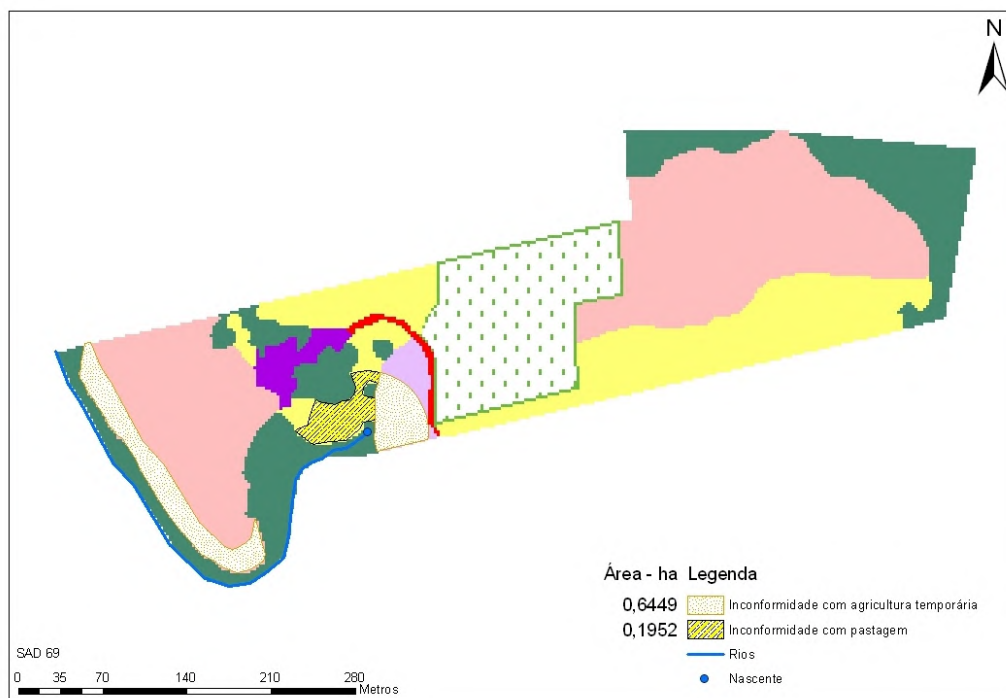 N
Área - ha Legenda
0,6449 Inconformidade com agricultura temporária
0,1952 Inconformidade com pastagem
Rios
Nascente
SAD 69
0 35 70 140 210 280
Metros